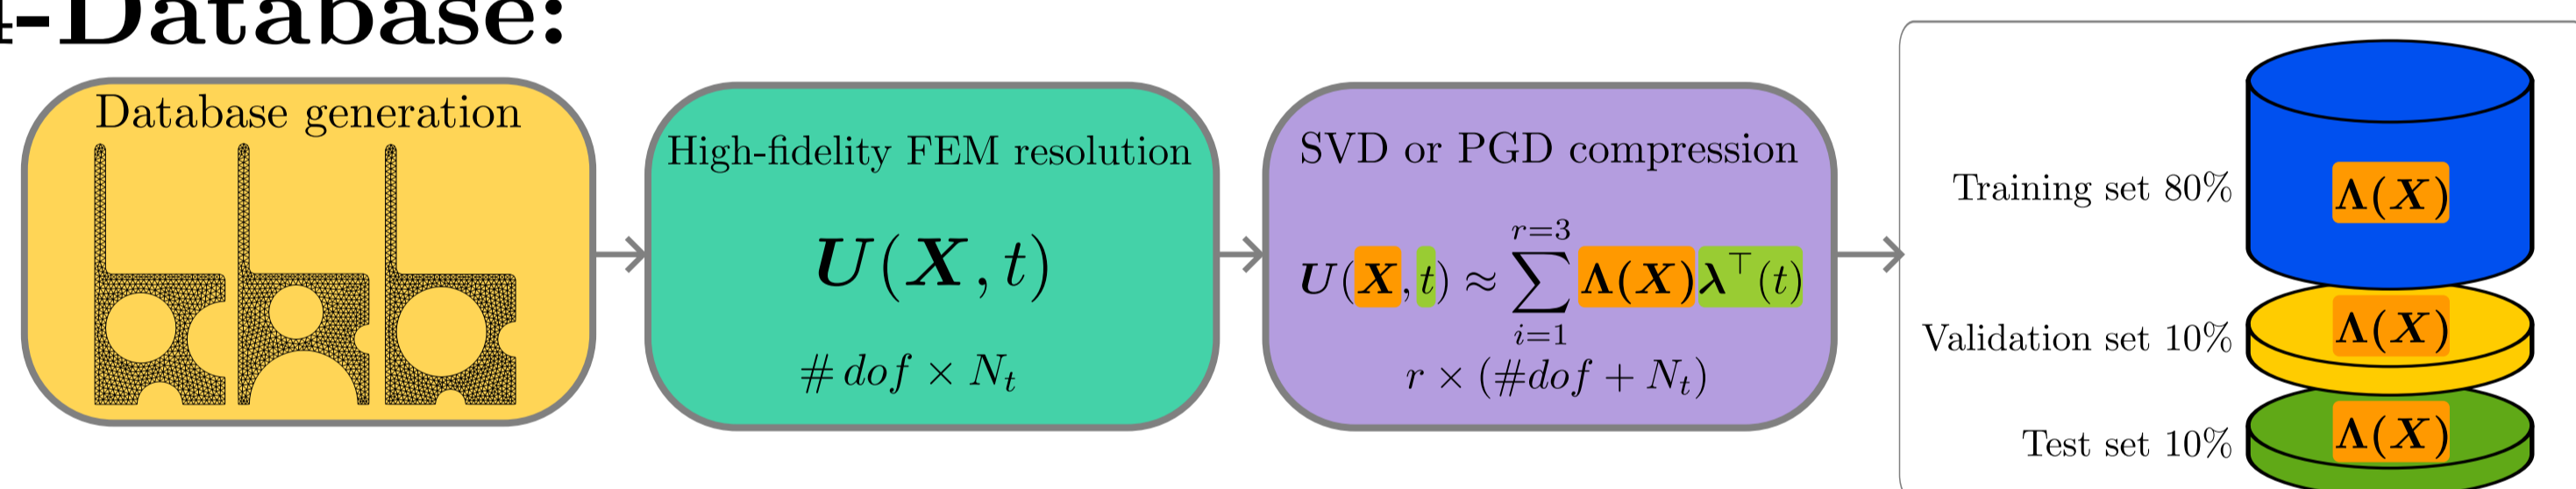 4-Database:
Database generation
High-fidelity FEM resolution
U(X, t)
# dof × N_t
SVD or PGD compression
U(X, t) ≈ ∑_{i=1}^{r=3} Λ(X)λ^⊤(t)
r × (#dof + N_t)
Training set 80%
Λ(X)
Validation set 10%
Λ(X)
Test set 10%
Λ(X)